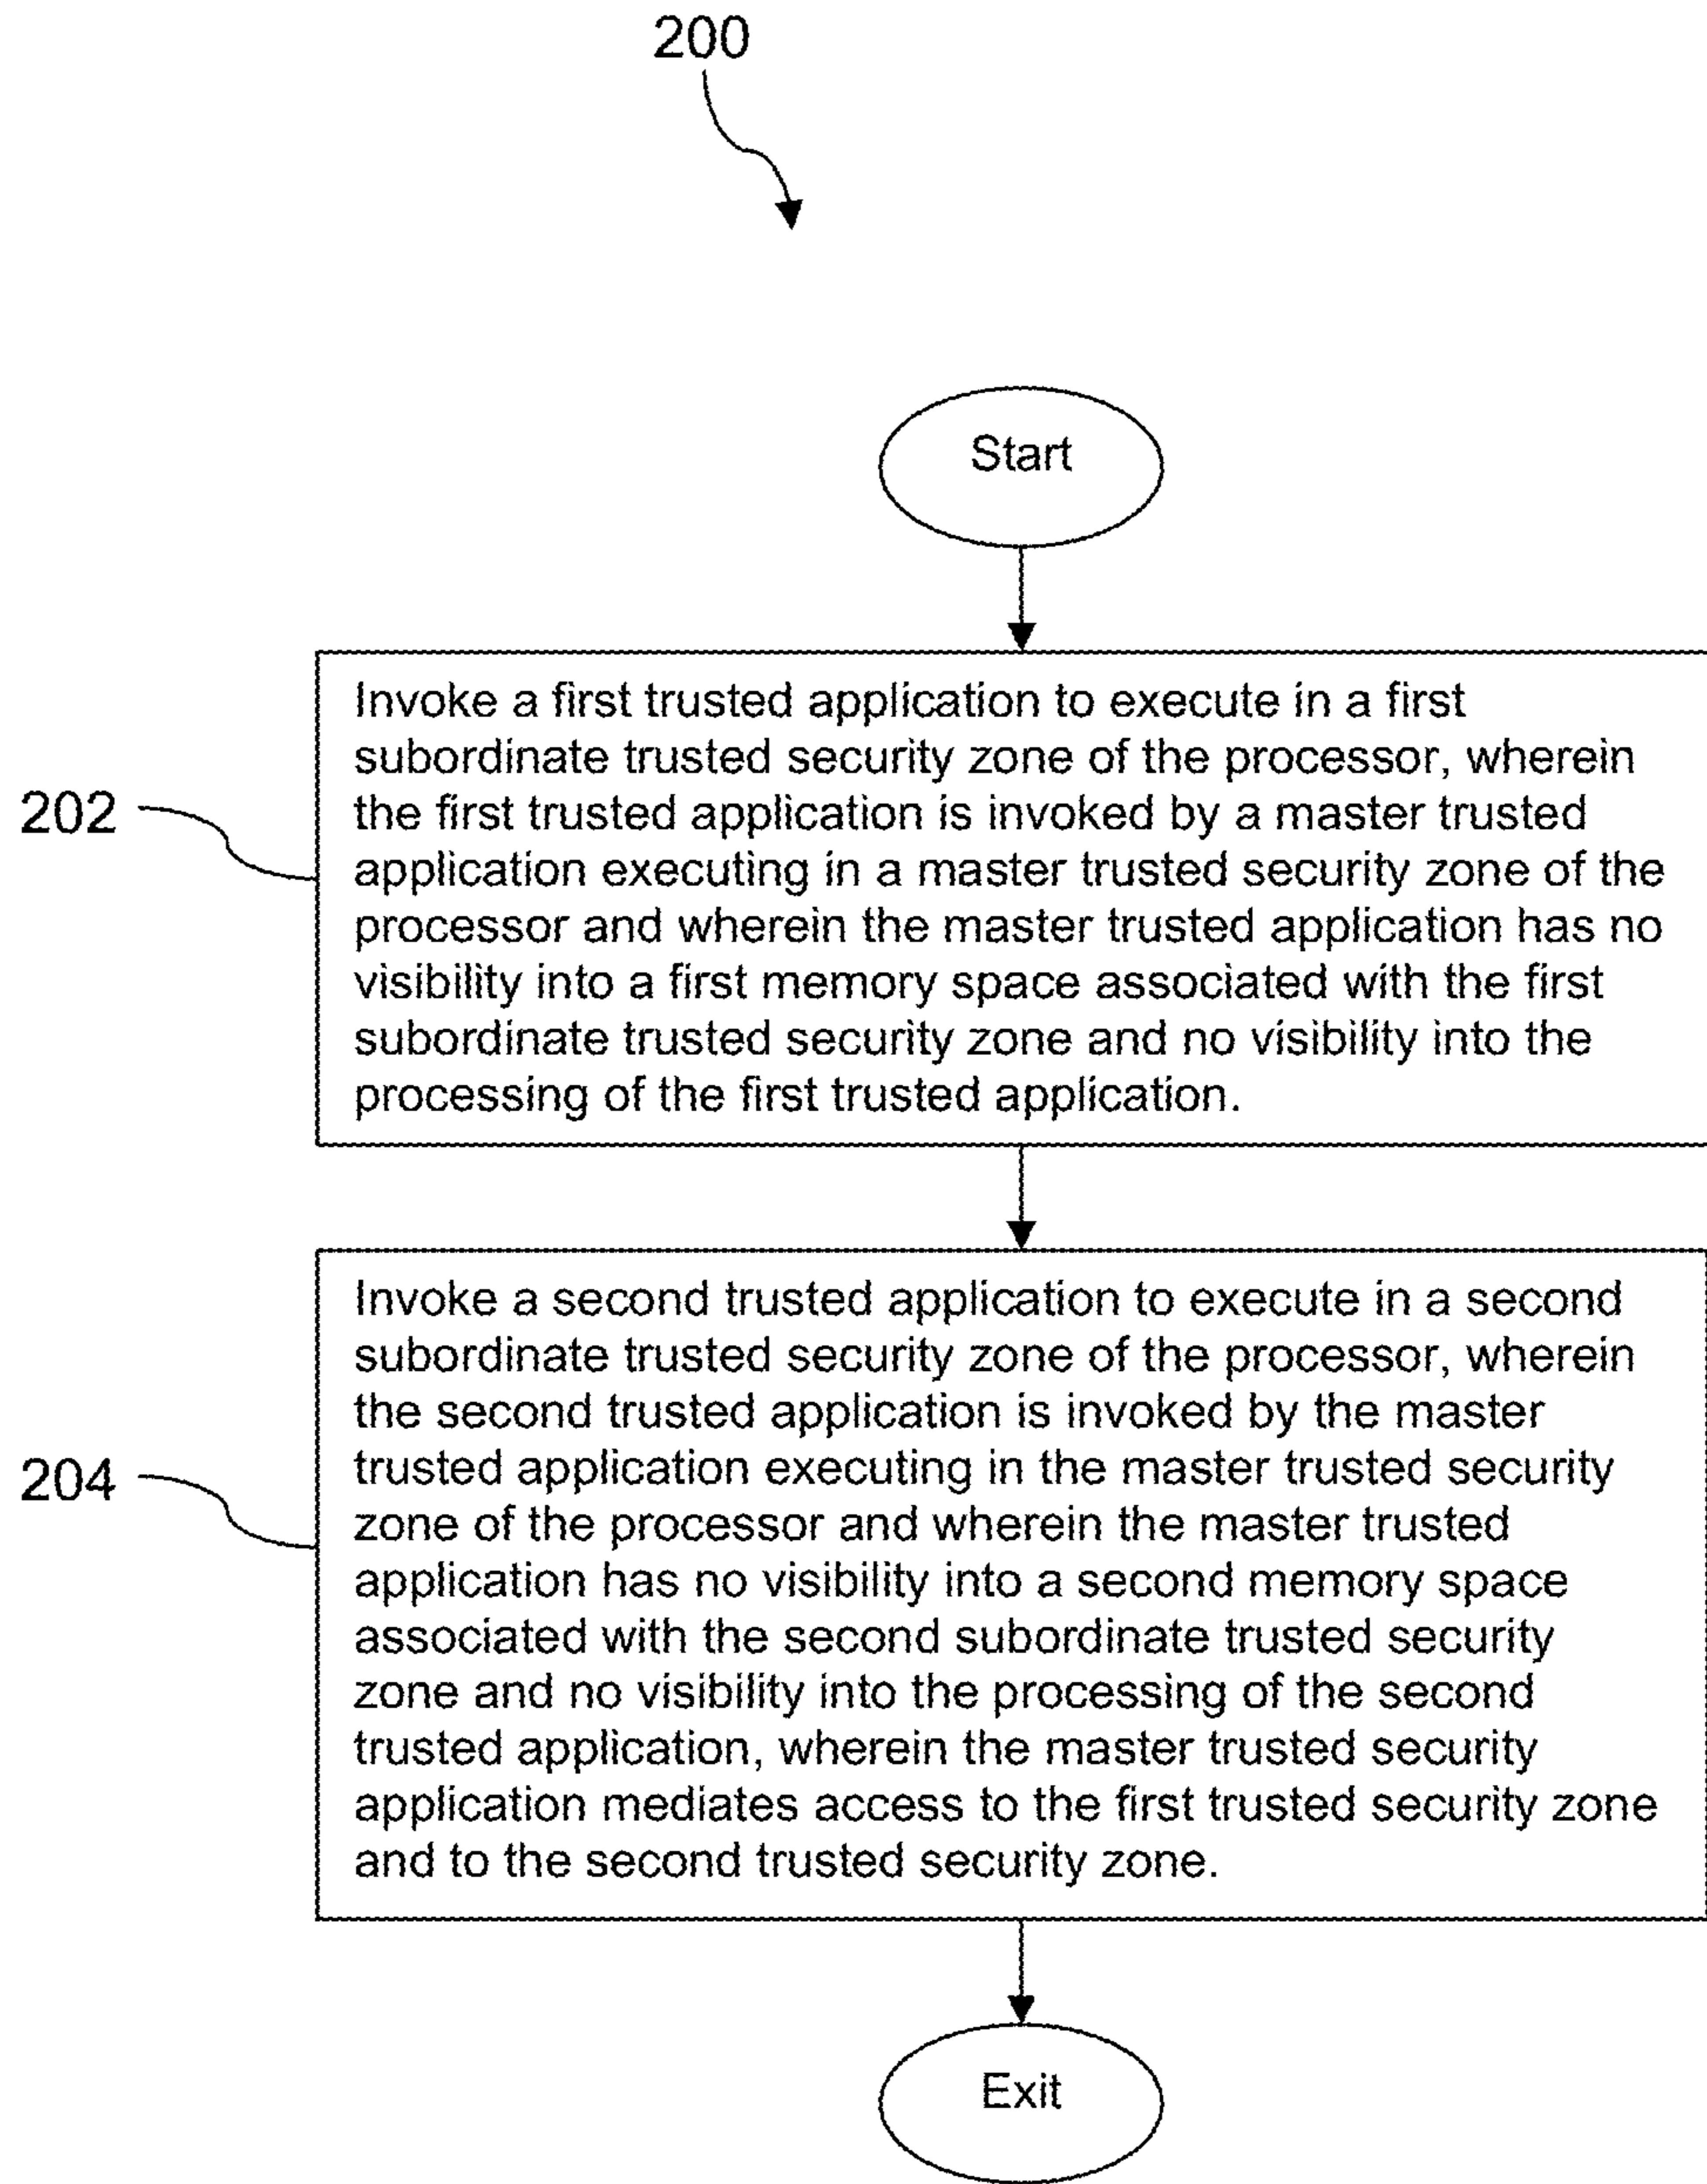 200
Start
202
Invoke a first trusted application to execute in a first
subordinate trusted security zone of the processor, wherein
the first trusted application is invoked by a master trusted
application executing in a master trusted security zone of the
processor and wherein the master trusted application has no
visibility into a first memory space associated with the first
subordinate trusted security zone and no visibility into the
processing of the first trusted application.
204
Invoke a second trusted application to execute in a second
subordinate trusted security zone of the processor, wherein
the second trusted application is invoked by the master
trusted application executing in the master trusted security
zone of the processor and wherein the master trusted
application has no visibility into a second memory space
associated with the second subordinate trusted security
zone and no visibility into the processing of the second
trusted application, wherein the master trusted security
application mediates access to the first trusted security zone
and to the second trusted security zone.
Exit